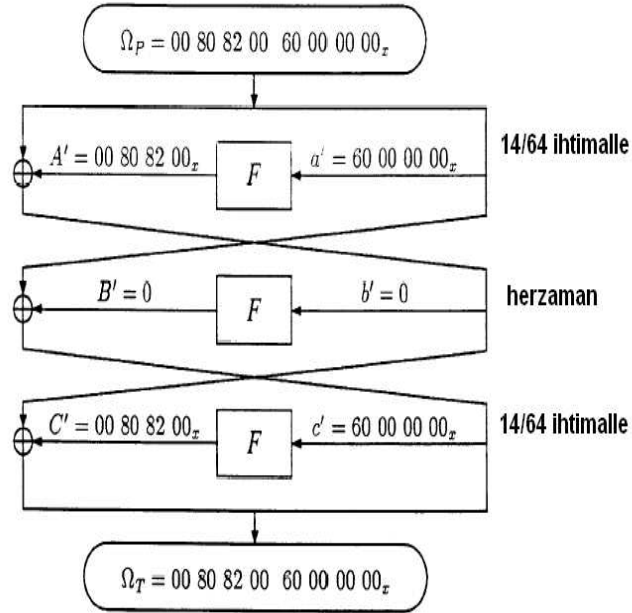 Ω_P = 00 80 82 00 60 00 00 00_x
A' = 00 80 82 00_x F a' = 60 00 00 00_x 14/64 ihtimalle
B' = 0 F b' = 0 herzaman
C' = 00 80 82 00_x F c' = 60 00 00 00_x 14/64 ihtimalle
Ω_T = 00 80 82 00 60 00 00 00_x